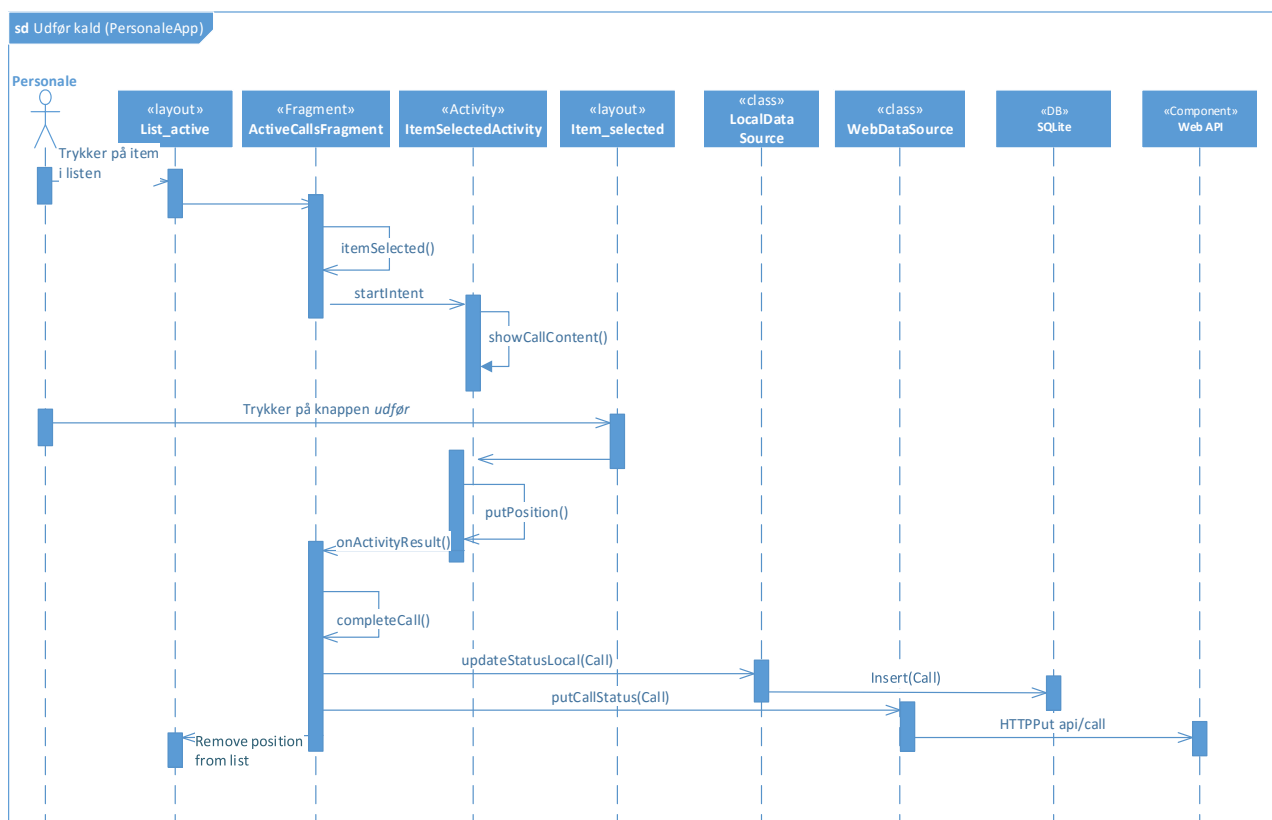 sd Udfør kald (PersonaleApp)
Personale
«layout»
List_active
«Fragment»
ActiveCallsFragment
«Activity»
ItemSelectedActivity
«layout»
Item_selected
«class»
LocalData
Source
«class»
WebDataSource
«DB»
SQLite
«Component»
Web API
Trykker på item
i listen
itemSelected()
startIntent
showCallContent()
Trykker på knappen udfør
putPosition()
onActivityResult()
completeCall()
updateStatusLocal(Call)
Insert(Call)
putCallStatus(Call)
HTTPPut api/call
Remove position
from list